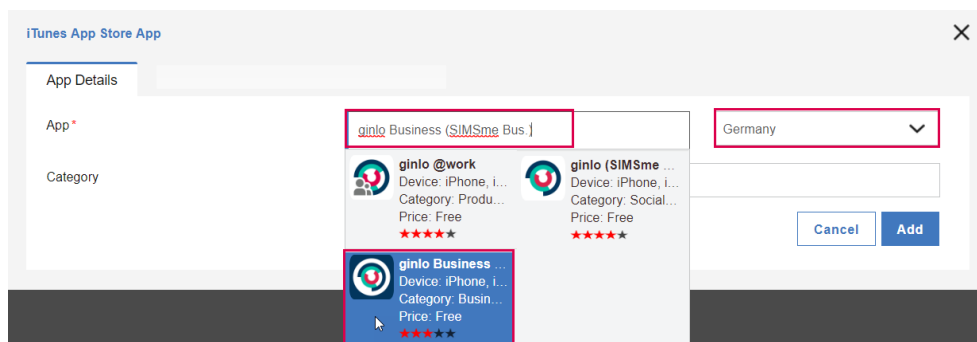 iTunes App Store App
App Details
App*
ginlo Business (SIMSme Bus.)
Germany
Category
ginlo @work
Device: iPhone, i...
Category: Produ...
Price: Free
ginlo (SIMSme ...
Device: iPhone, i...
Category: Social...
Price: Free
Cancel
Add
ginlo Business ...
Device: iPhone, i...
Category: Busin...
Price: Free